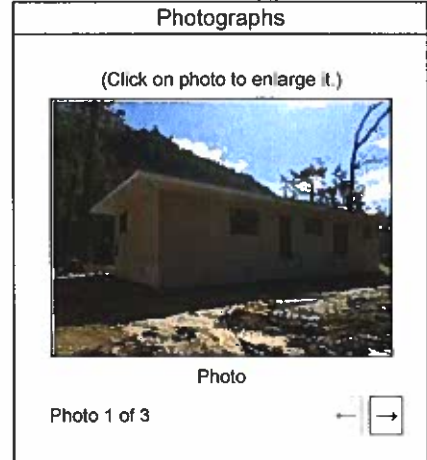 Photographs
(Click on photo to enlarge it.)
Photo
Photo 1 of 3
← →